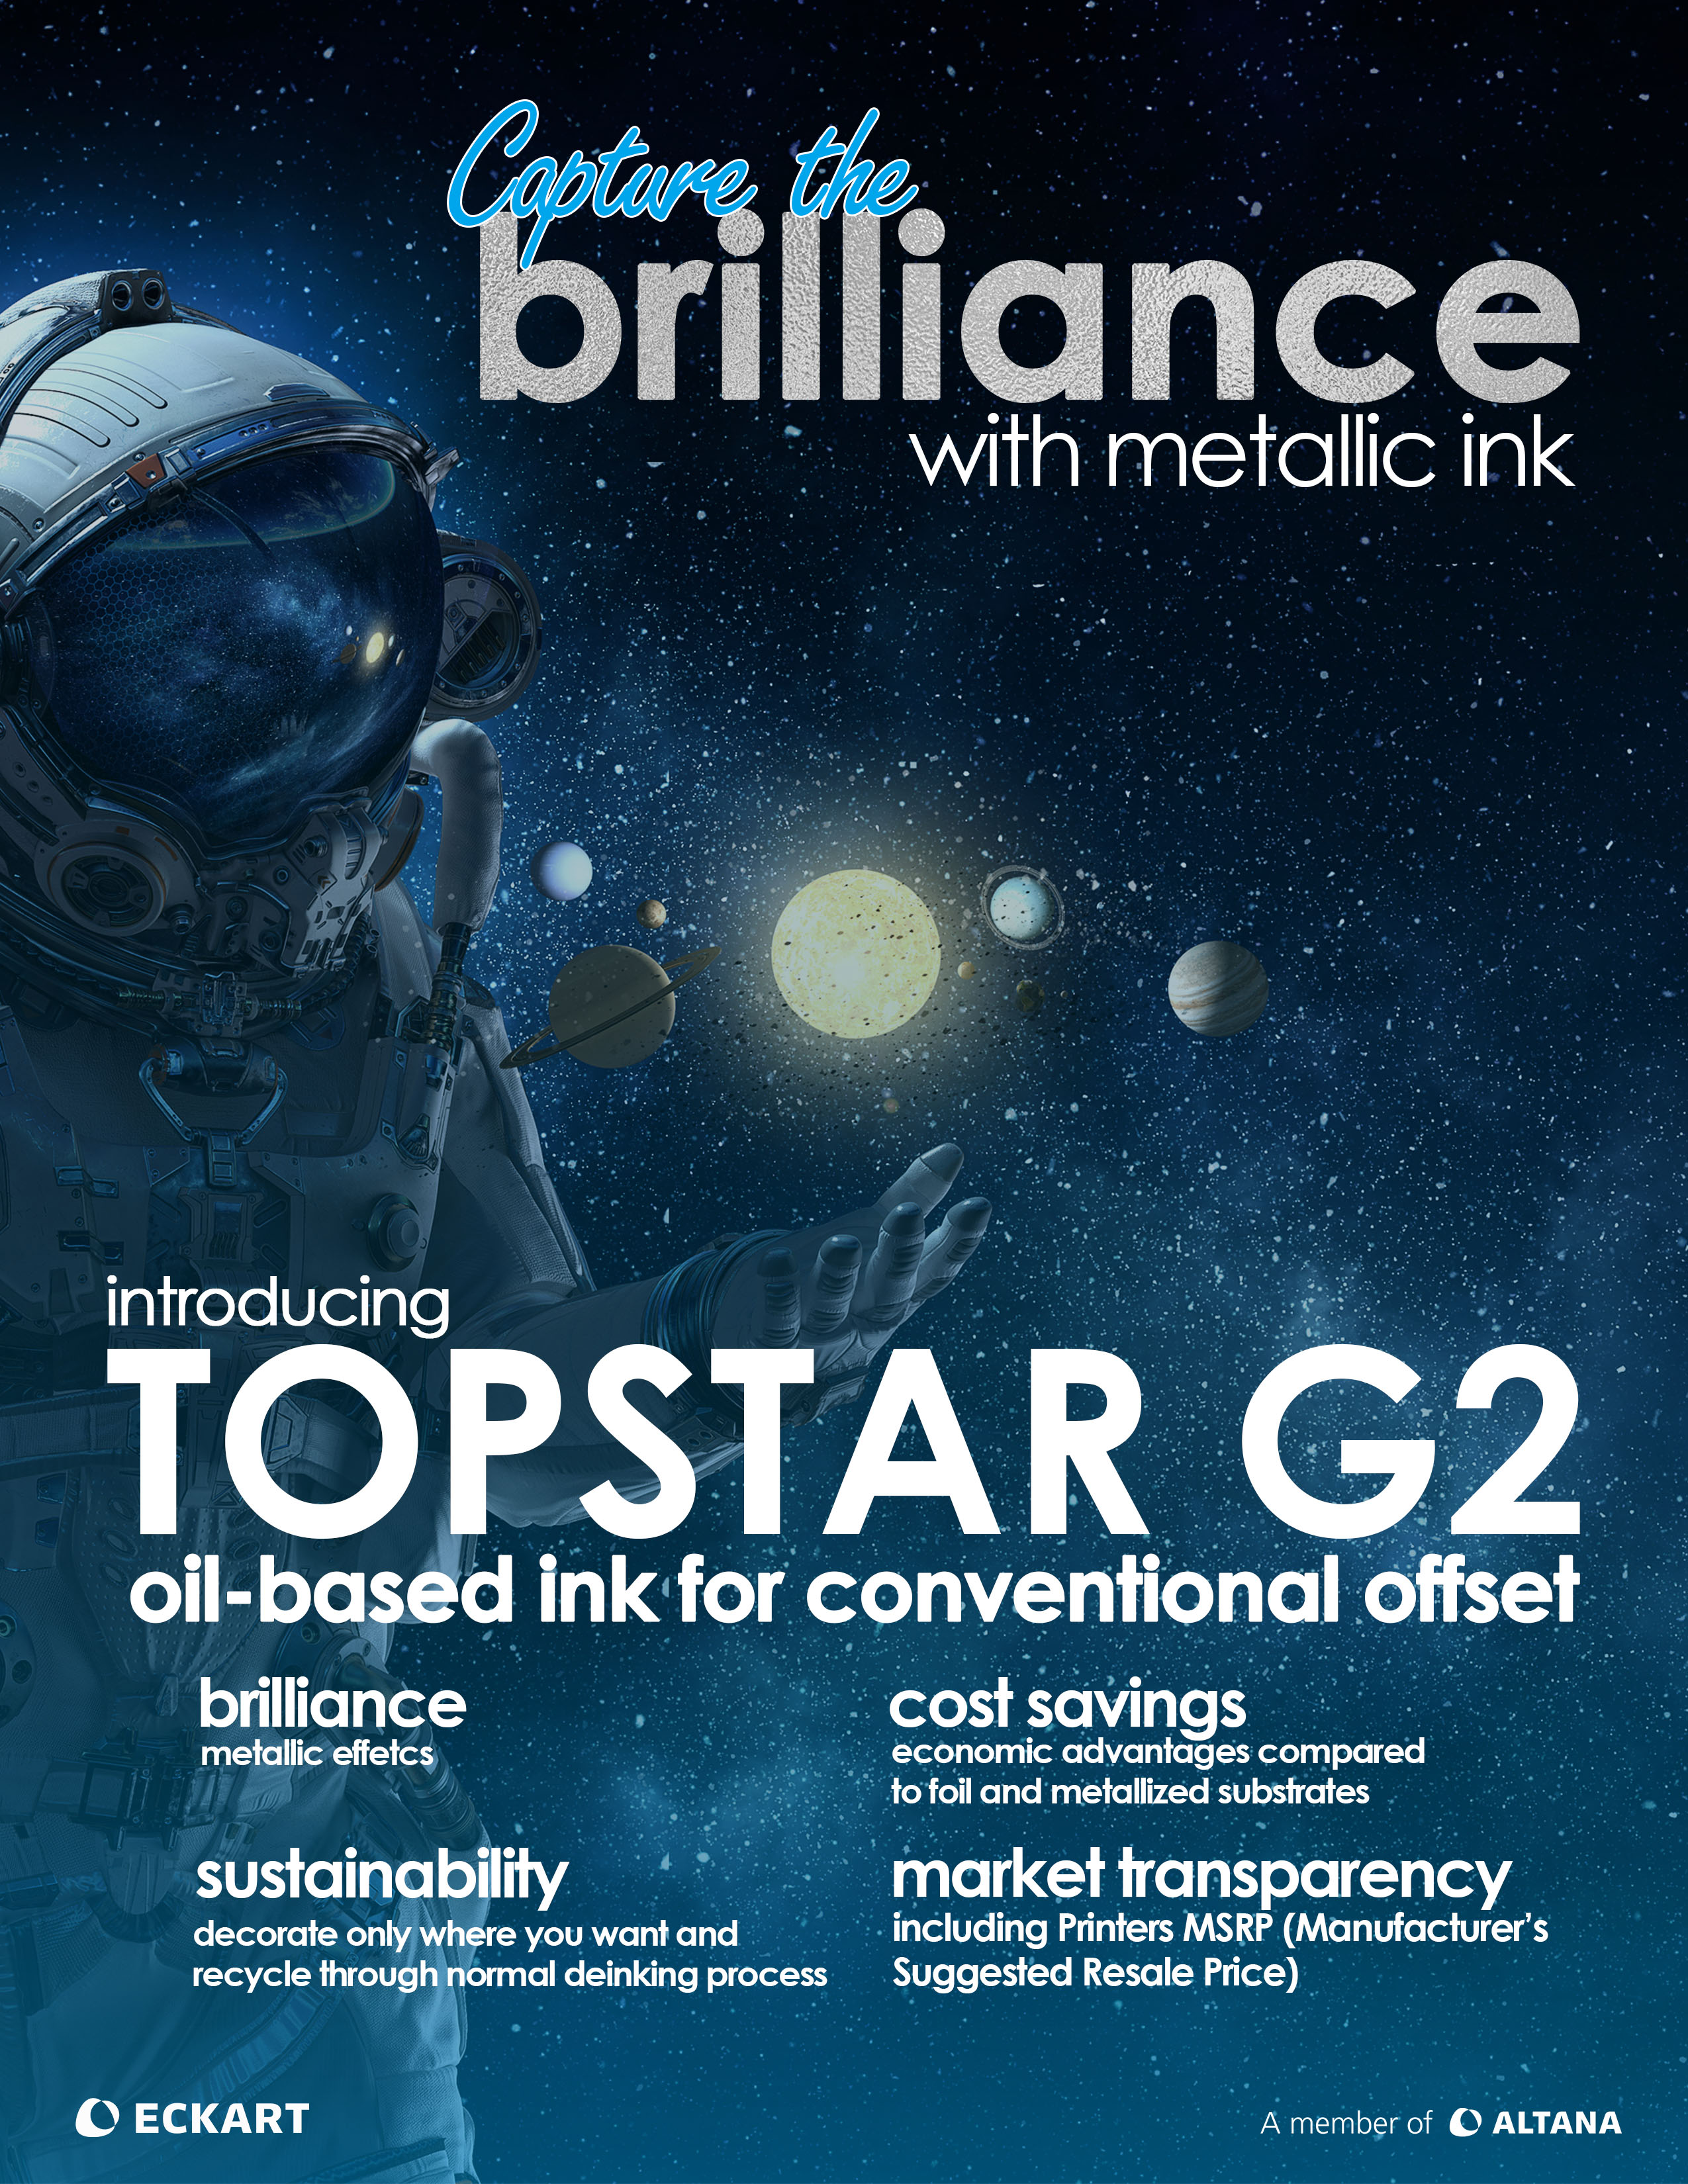 Capture the
brilliance
with metallic ink
introducing
TOPSTAR G2
oil-based ink for conventional offset
brilliance
metallic effetcs
cost savings
economic advantages compared
to foil and metallized substrates
sustainability
decorate only where you want and
recycle through normal deinking process
market transparency
including Printers MSRP (Manufacturer’s
Suggested Resale Price)
ECKART
A member of ALTANA